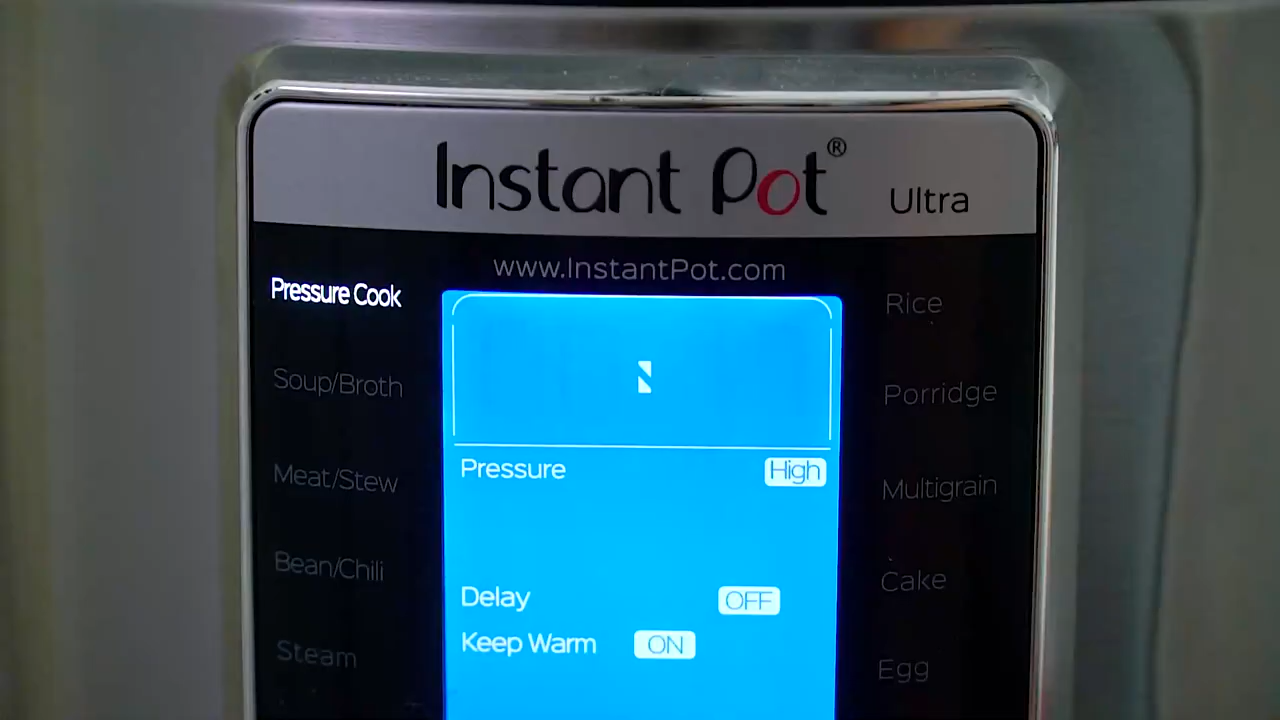 Instant Pot® Ultra
www.InstantPot.com
Pressure Cook
Soup/Broth
Meat/Stew
Bean/Chili
Steam
Pressure High
Delay OFF
Keep Warm ON
Rice
Porridge
Multigrain
Cake
Egg